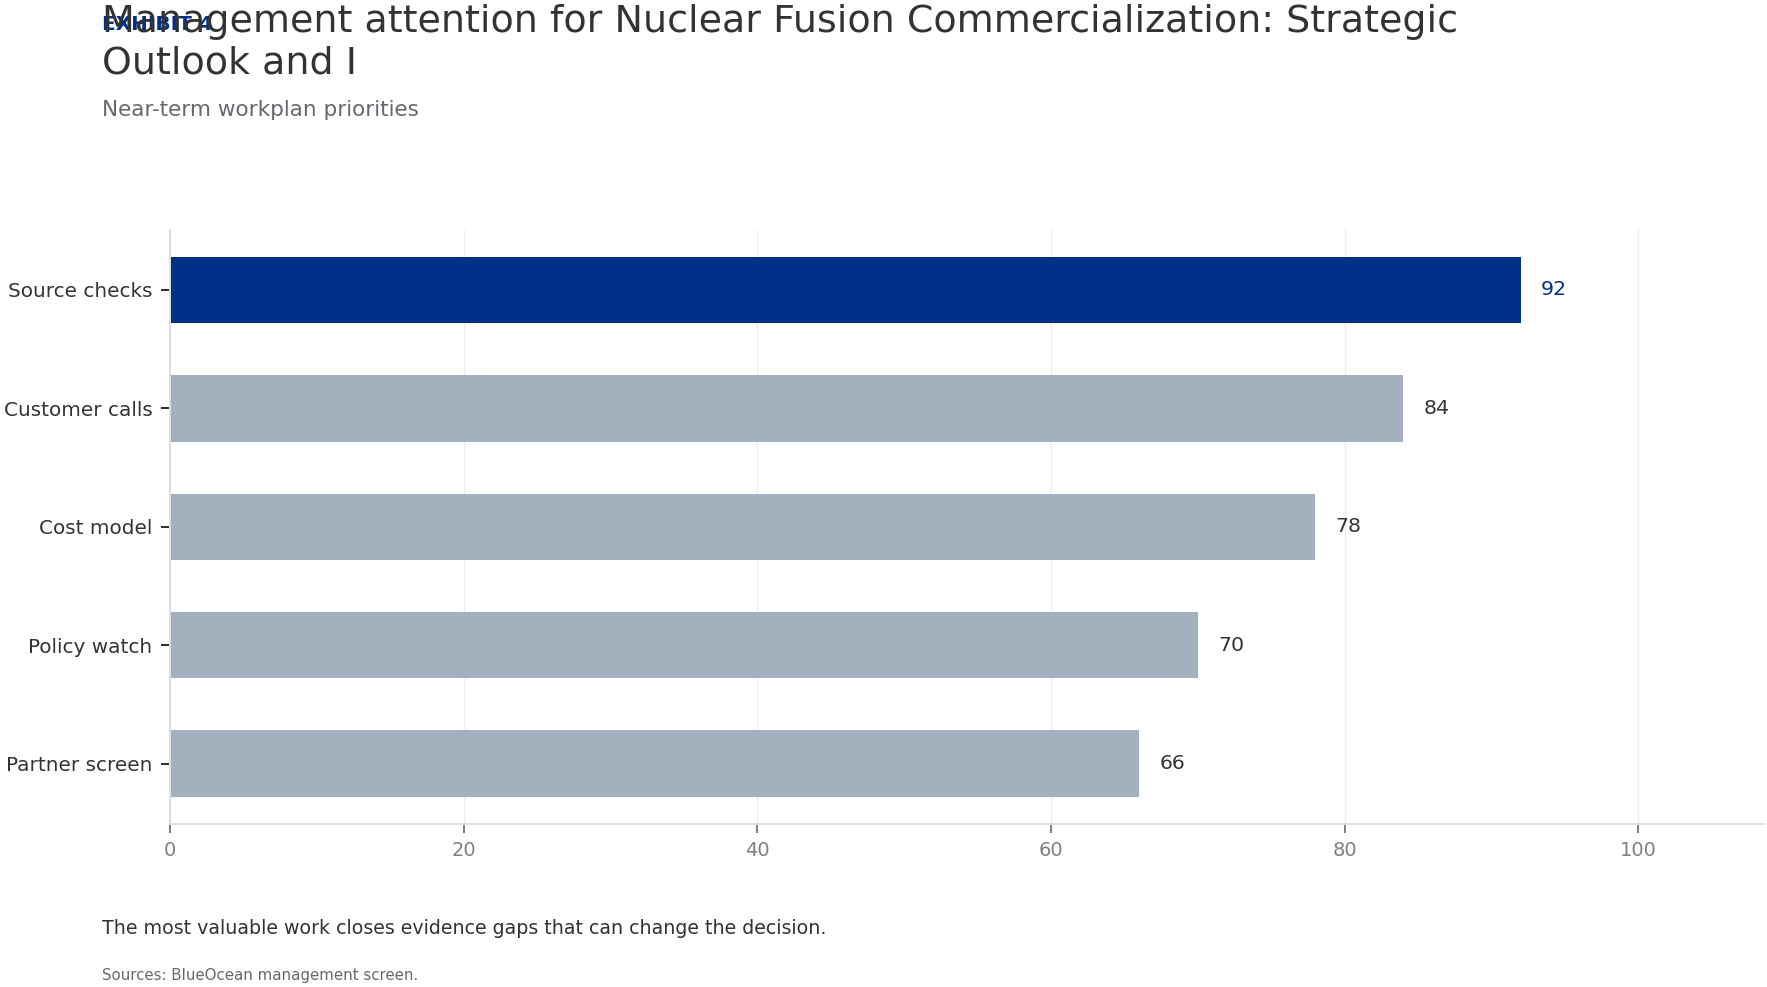 EXHIBIT 4
Management attention for Nuclear Fusion Commercialization: Strategic
Outlook and I
Near-term workplan priorities
Source checks
92
Customer calls
84
Cost model
78
Policy watch
70
Partner screen
66
0 20 40 60 80 100
The most valuable work closes evidence gaps that can change the decision.
Sources: BlueOcean management screen.